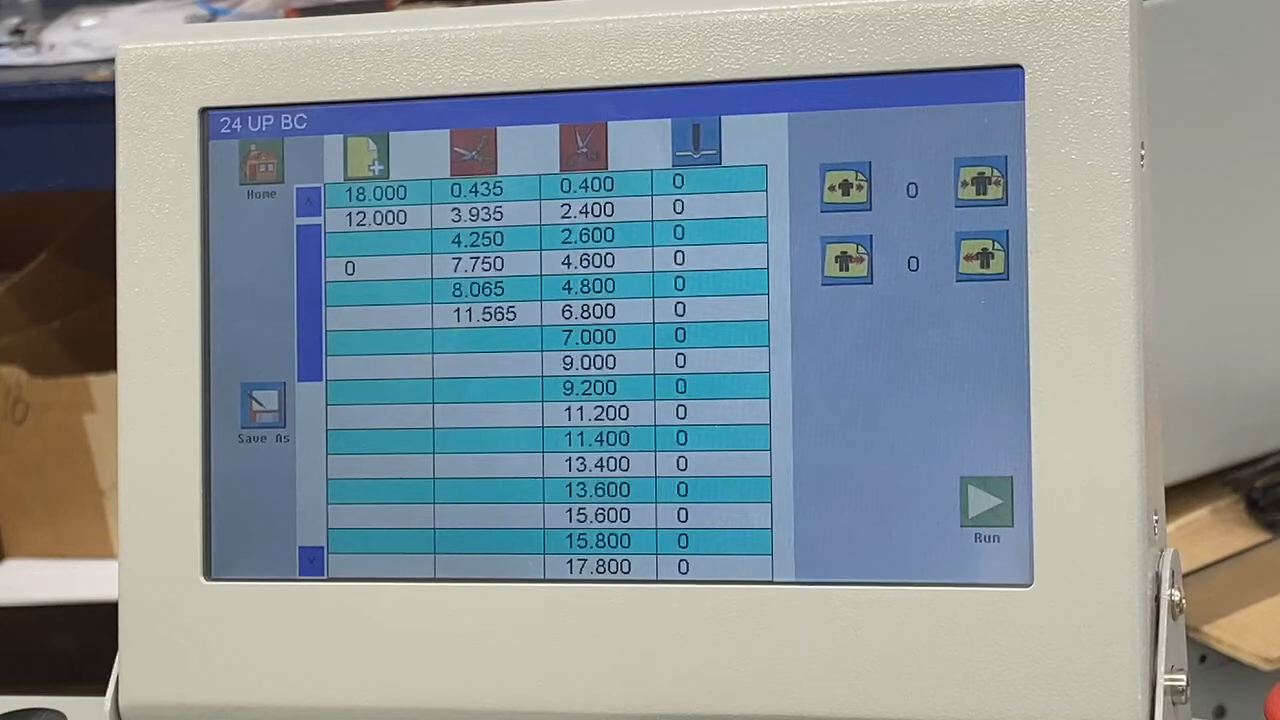 24 UP BC
Home
18.000 0.435 0.400 0
12.000 3.935 2.400 0
4.250 2.600 0
0 7.750 4.600 0
8.065 4.800 0
11.565 6.800 0
7.000 0
9.000 0
9.200 0
11.200 0
11.400 0
13.400 0
13.600 0
15.600 0
15.800 0
17.800 0
0
0
Save As
Run